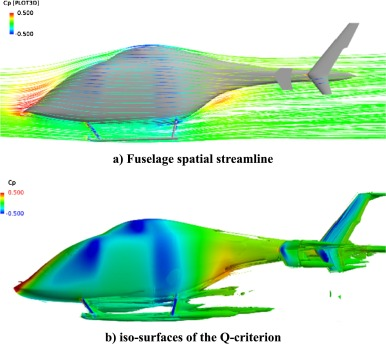 Cp [PLOT3D]
0.500
-0.500
a) Fuselage spatial streamline
Cp
0.500
-0.500
b) iso-surfaces of the Q-criterion